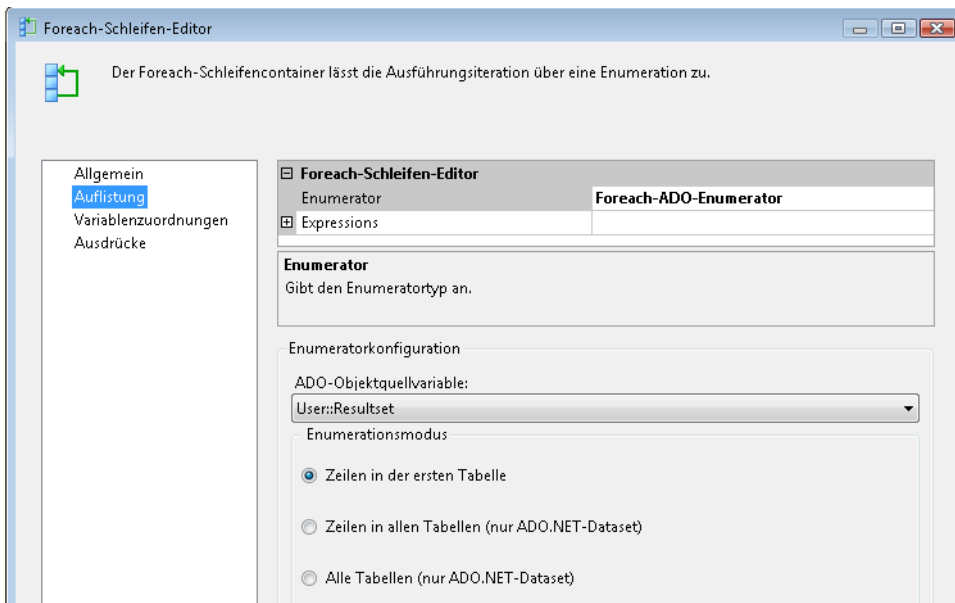 Foreach-Schleifen-Editor
Der Foreach-Schleifencontainer lässt die Ausführungsiteration über eine Enumeration zu.
Allgemein
Auflistung
Variablenzuordnungen
Ausdrücke
Foreach-Schleifen-Editor
Enumerator Foreach-ADO-Enumerator
Expressions
Enumerator
Gibt den Enumeratortyp an.
Enumeratorkonfiguration
ADO-Objektquellvariable:
User::Resultset
Enumerationsmodus
Zeilen in der ersten Tabelle
Zeilen in allen Tabellen (nur ADO.NET-Dataset)
Alle Tabellen (nur ADO.NET-Dataset)